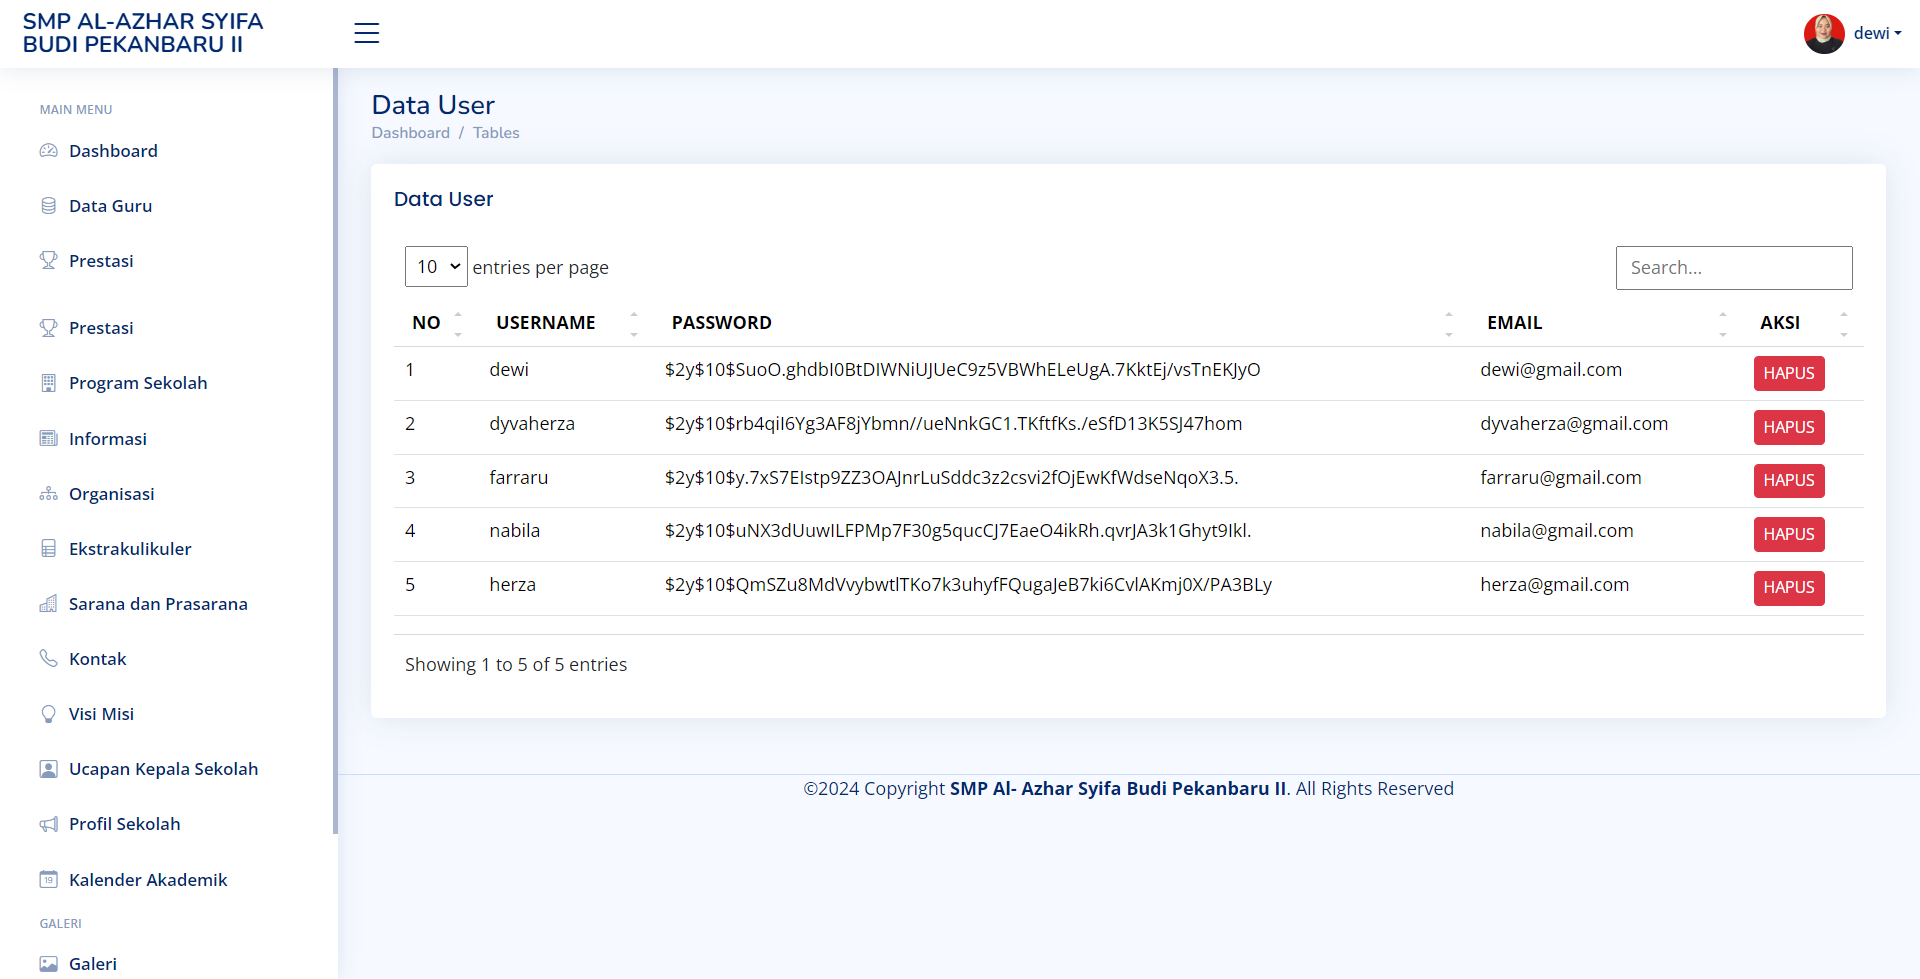 SMP AL-AZHAR SYIFA
BUDI PEKANBARU II
dewi
MAIN MENU
Dashboard
Data Guru
Prestasi
Prestasi
Program Sekolah
Informasi
Organisasi
Ekstrakulikuler
Sarana dan Prasarana
Kontak
Visi Misi
Ucapan Kepala Sekolah
Profil Sekolah
Kalender Akademik
GALERI
Galeri
Data User
Dashboard / Tables
Data User
10 entries per page
Search...
NO USERNAME PASSWORD EMAIL AKSI
1 dewi $2y$10$SuoO.ghdbI0BtDIWNiUJUeC9z5VBWhELeUgA.7KktEj/vsTnEKJyO dewi@gmail.com HAPUS
2 dyvaherza $2y$10$rb4qiI6Yg3AF8jYbmn//ueNnkGC1.TKftfKs./eSfD13K5SJ47hom dyvaherza@gmail.com HAPUS
3 farraru $2y$10$y.7xS7EIstp9ZZ3OAJnrLuSddc3z2csvi2fOjEwKfWdseNqoX3.5. farraru@gmail.com HAPUS
4 nabila $2y$10$uNX3dUuwILFPMp7F30g5qucCJ7EaeO4ikRh.qvrJA3k1Ghyt9Ikl. nabila@gmail.com HAPUS
5 herza $2y$10$QmSZu8MdVvybwtlTKo7k3uhyfFQugaJeB7ki6CvlAKmj0X/PA3BLy herza@gmail.com HAPUS
Showing 1 to 5 of 5 entries
©2024 Copyright SMP Al- Azhar Syifa Budi Pekanbaru II. All Rights Reserved